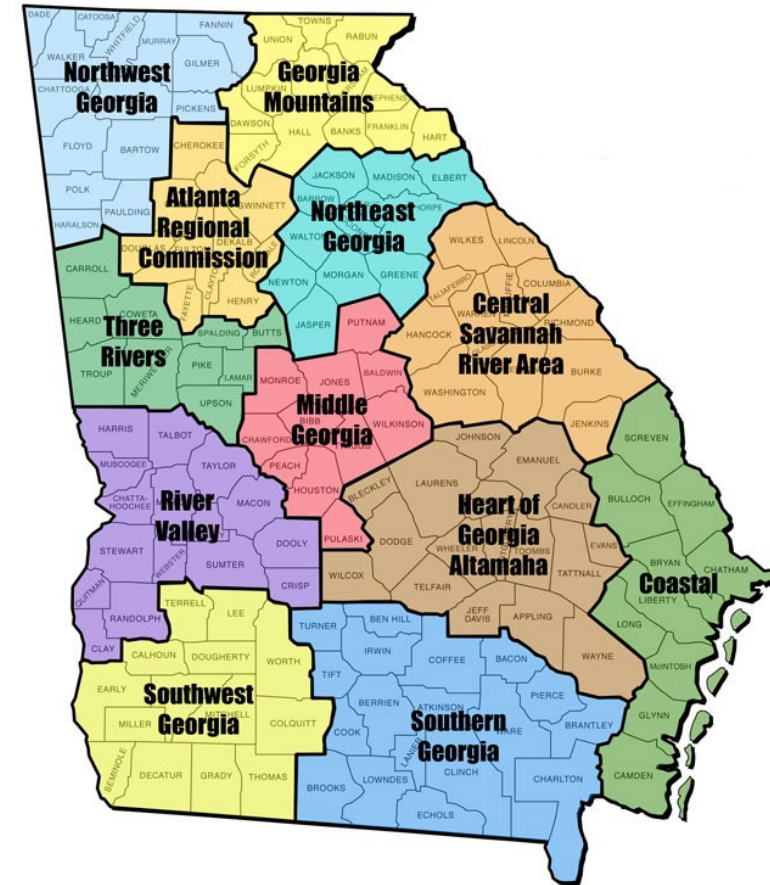 DADE
CATOOSA
WHITFIELD
MURRAY
FANNIN
WALKER
GILMER
CHATTOOGA
PICKENS
Northwest
Georgia
FLOYD
BARTOW
POLK
PAULDING
HARALSON
TOWNS
UNION
RABUN
LUMPKIN
Georgia
Mountains
DAWSON
HALL
BANKS
FRANKLIN
HART
FORSYTH
CHEROKEE
Atlanta
Regional
Commission
DEKALB
CLAYTON
FAYETTE
HENRY
JACKSON
MADISON
ELBERT
BARROW
Northeast
Georgia
NEWTON
MORGAN
GREENE
JASPER
CARROLL
HEARD
COWETA
SPALDING
BUTTS
Three
Rivers
TROUP
MERIWETHER
PIKE
LAMAR
UPSON
WILKES
LINCOLN
TALIAFERRO
COLUMBIA
RICHMOND
HANCOCK
Central
Savannah
River Area
WASHINGTON
BURKE
JENKINS
PUTNAM
MONROE
JONES
BALDWIN
Middle
Georgia
BIBB
WILKINSON
CRAWFORD
PEACH
HOUSTON
PULASKI
HARRIS
TALBOT
MUSCOGEE
TAYLOR
CHATTA-
HOOCHEE
MACON
River
Valley
STEWART
WEBSTER
SUMTER
DOOLY
CRISP
QUITMAN
RANDOLPH
CLAY
JOHNSON
EMANUEL
BLECKLEY
LAURENS
CANDLER
Heart of
Georgia
Altamaha
DODGE
WHEELER
TOOMBS
EVANS
TATTNALL
WILCOX
TELFAIR
JEFF
DAVIS
APPLING
WAYNE
SCREVEN
BULLOCH
EFFINGHAM
BRYAN
CHATHAM
Coastal
LIBERTY
LONG
McINTOSH
GLYNN
CAMDEN
TERRELL
LEE
CALHOUN
DOUGHERTY
WORTH
EARLY
Southwest
Georgia
MITCHELL
MILLER
COLQUITT
BEMINOLE
DECATUR
GRADY
THOMAS
TURNER
BEN HILL
IRWIN
TIFT
COFFEE
BACON
BERRIEN
ATKINSON
PIERCE
COOK
Southern
Georgia
BRANTLEY
LANIER
CLINCH
BROOKS
LOWNDES
CHARLTON
ECHOLS